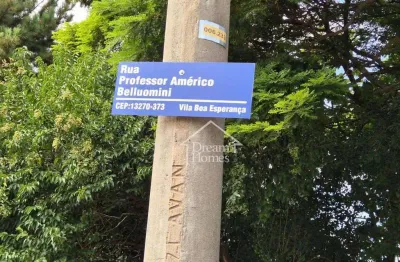 Rua
Professor Américo
Belluomini
CEP:13270-373 Vila Boa Esperança
Dream
Homes